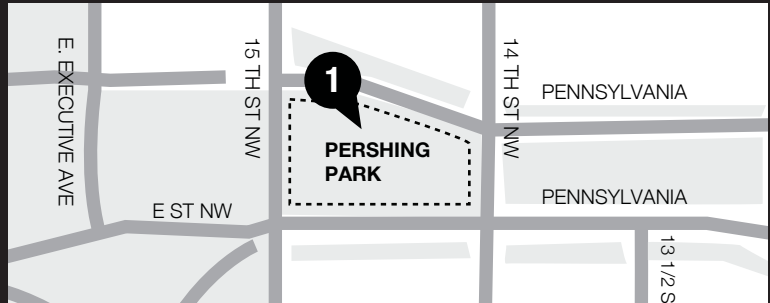 E. EXECUTIVE AVE
15 TH ST NW
1
14 TH ST NW
PENNSYLVANIA
PERSHING
PARK
PENNSYLVANIA
E ST NW
13 1/2 S